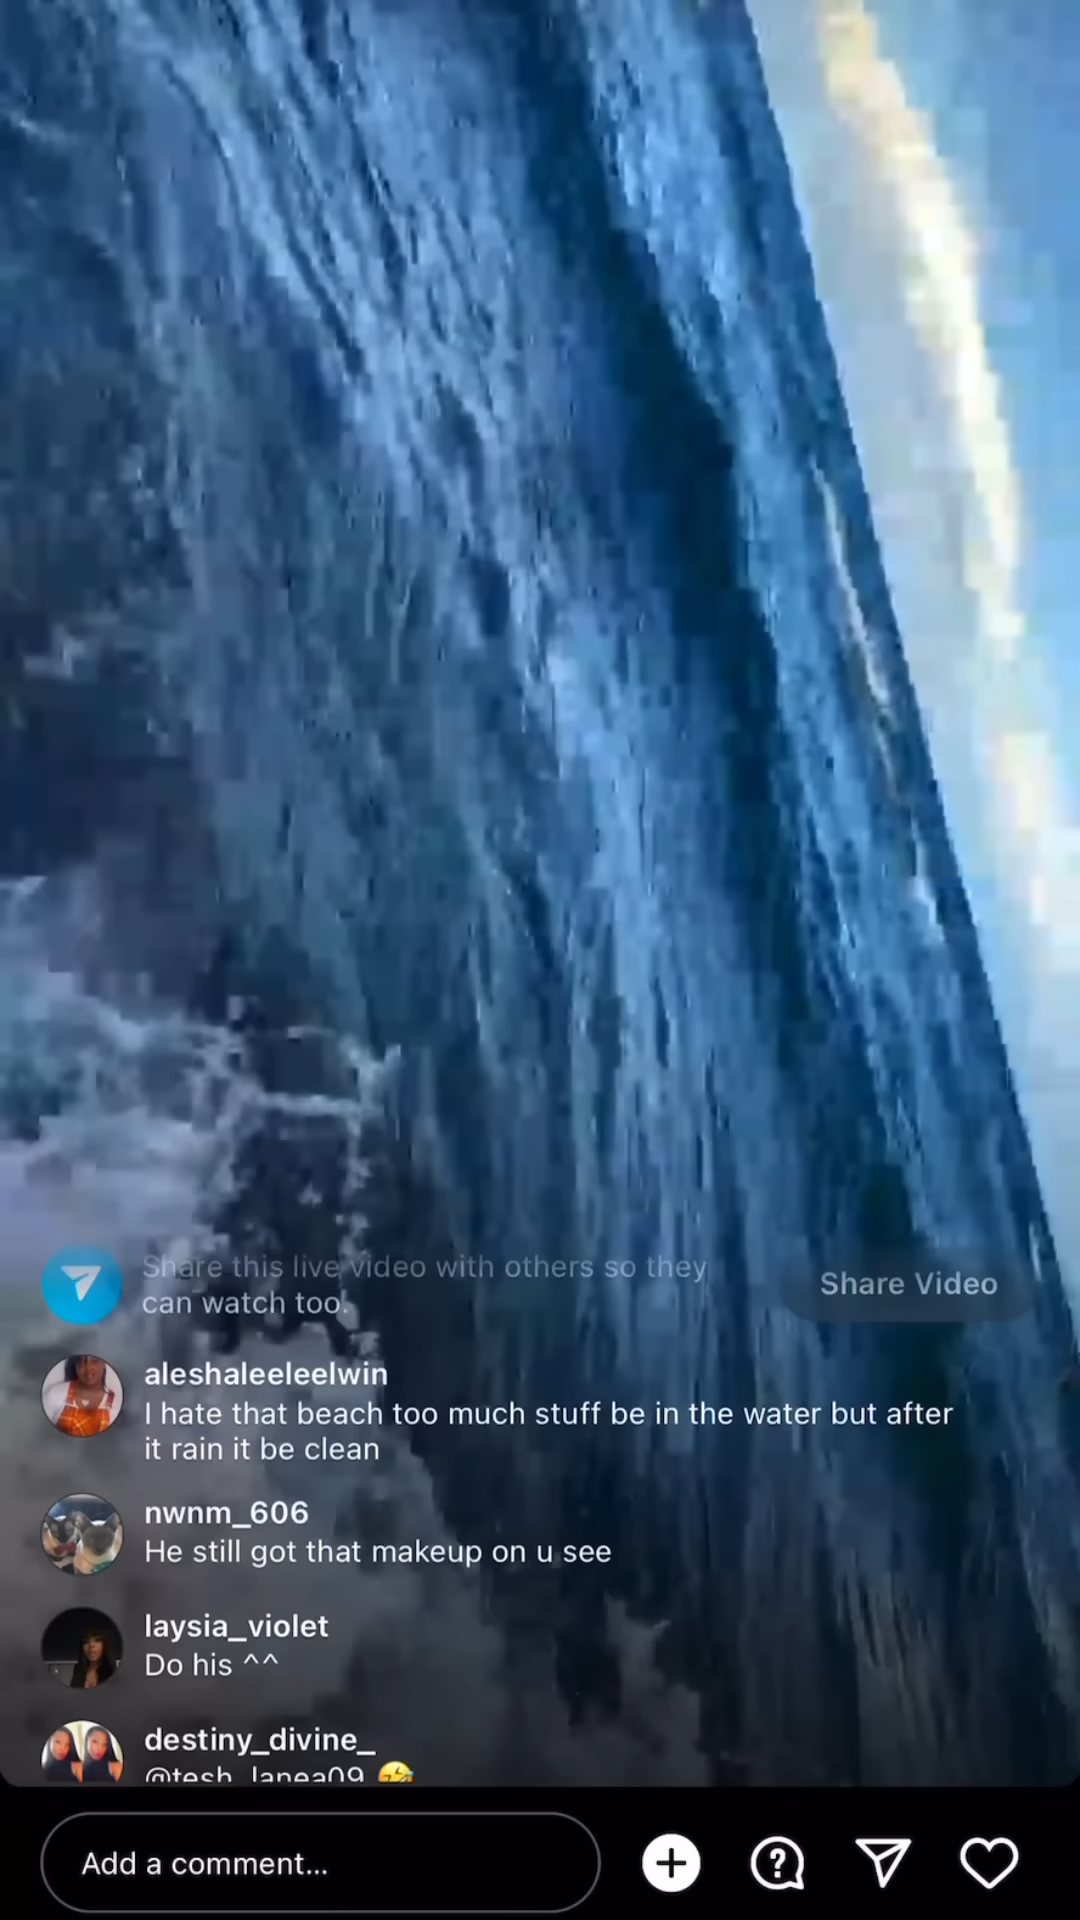 Share this live video with others so they
can watch too.
Share Video
aleshaleeleelwin
I hate that beach too much stuff be in the water but after
it rain it be clean
nwnm_606
He still got that makeup on u see
laysia_violet
Do his ^^
destiny_divine_
@tesh_lanea09 🤣
Add a comment...